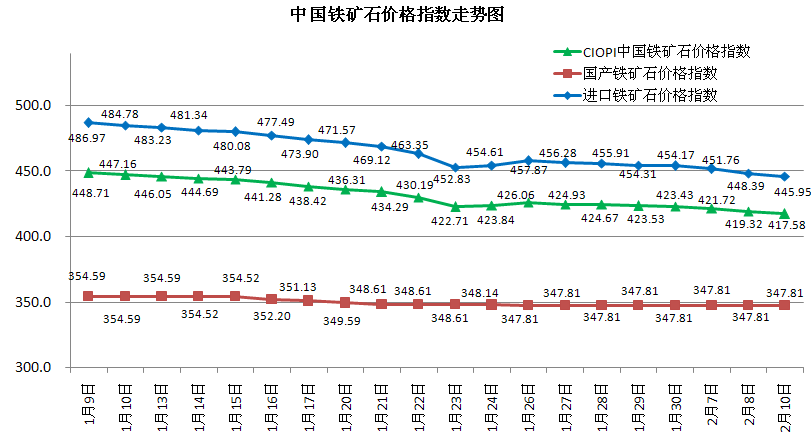 中国铁矿石价格指数走势图
CIOPI中国铁矿石价格指数
国产铁矿石价格指数
进口铁矿石价格指数
500.0
450.0
400.0
350.0
300.0
486.97 484.78 483.23 481.34 480.08 477.49 473.90 471.57 469.12 463.35 452.83 454.61 457.87 456.28 455.91 454.31 454.17 451.76 448.39 445.95
448.71 447.16 446.05 444.69 443.79 441.28 438.42 436.31 434.29 430.19 422.71 423.84 426.06 424.93 424.67 423.53 423.43 421.72 419.32 417.58
354.59 354.59 354.59 354.52 354.52 352.20 351.13 349.59 348.61 348.61 348.61 348.14 347.81 347.81 347.81 347.81 347.81 347.81 347.81 347.81
1月9日 1月10日 1月13日 1月14日 1月15日 1月16日 1月17日 1月20日 1月21日 1月22日 1月23日 1月24日 1月26日 1月27日 1月28日 1月29日 1月30日 2月7日 2月8日 2月10日